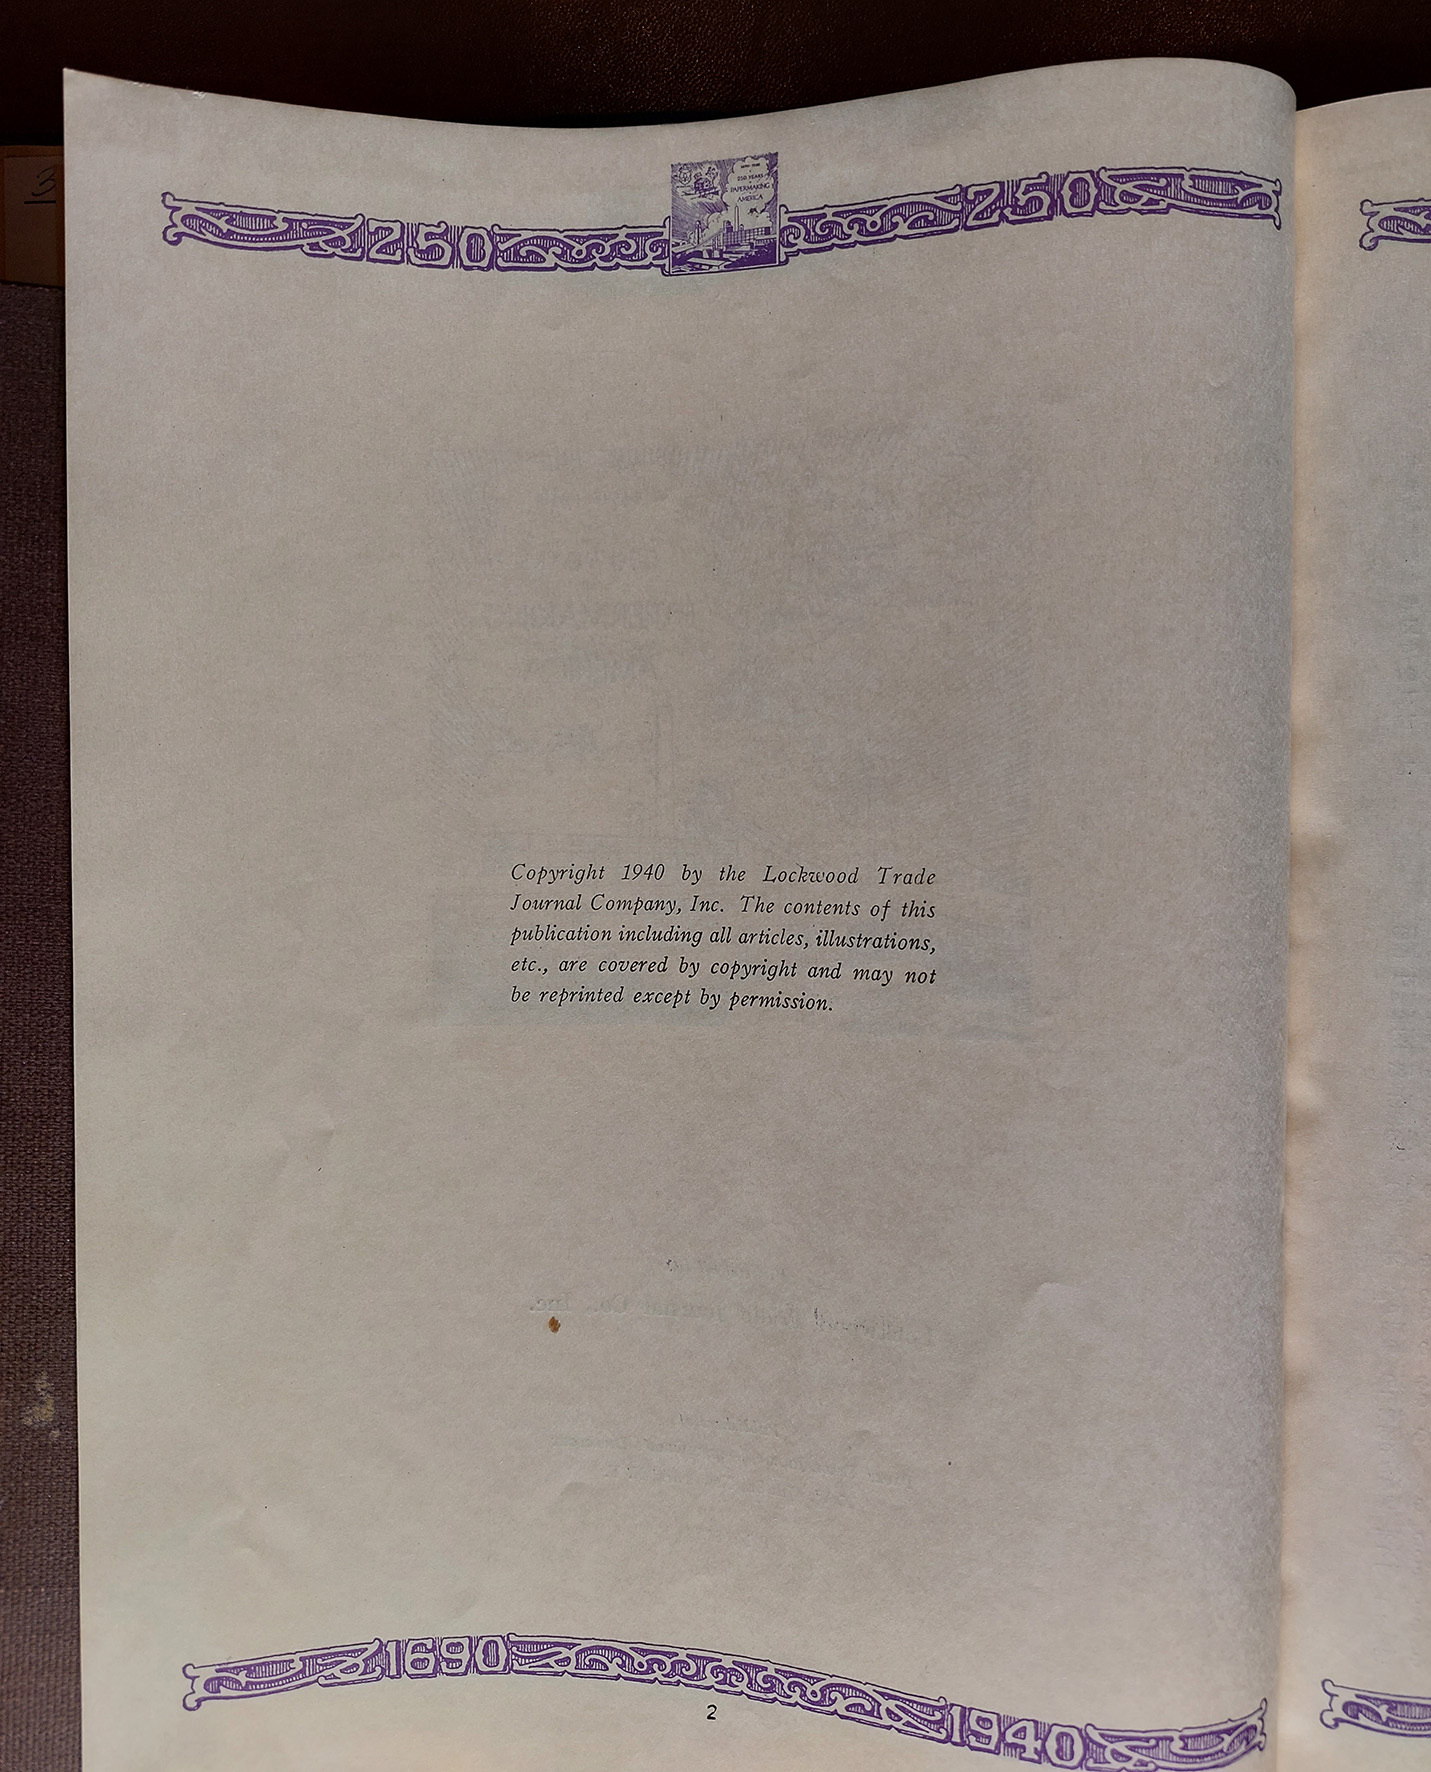 3
250
250 YEARS
PAPERMAKING
AMERICA
250
Copyright 1940 by the Lockwood Trade
Journal Company, Inc. The contents of this
publication including all articles, illustrations,
etc., are covered by copyright and may not
be reprinted except by permission.
1690
1940
2